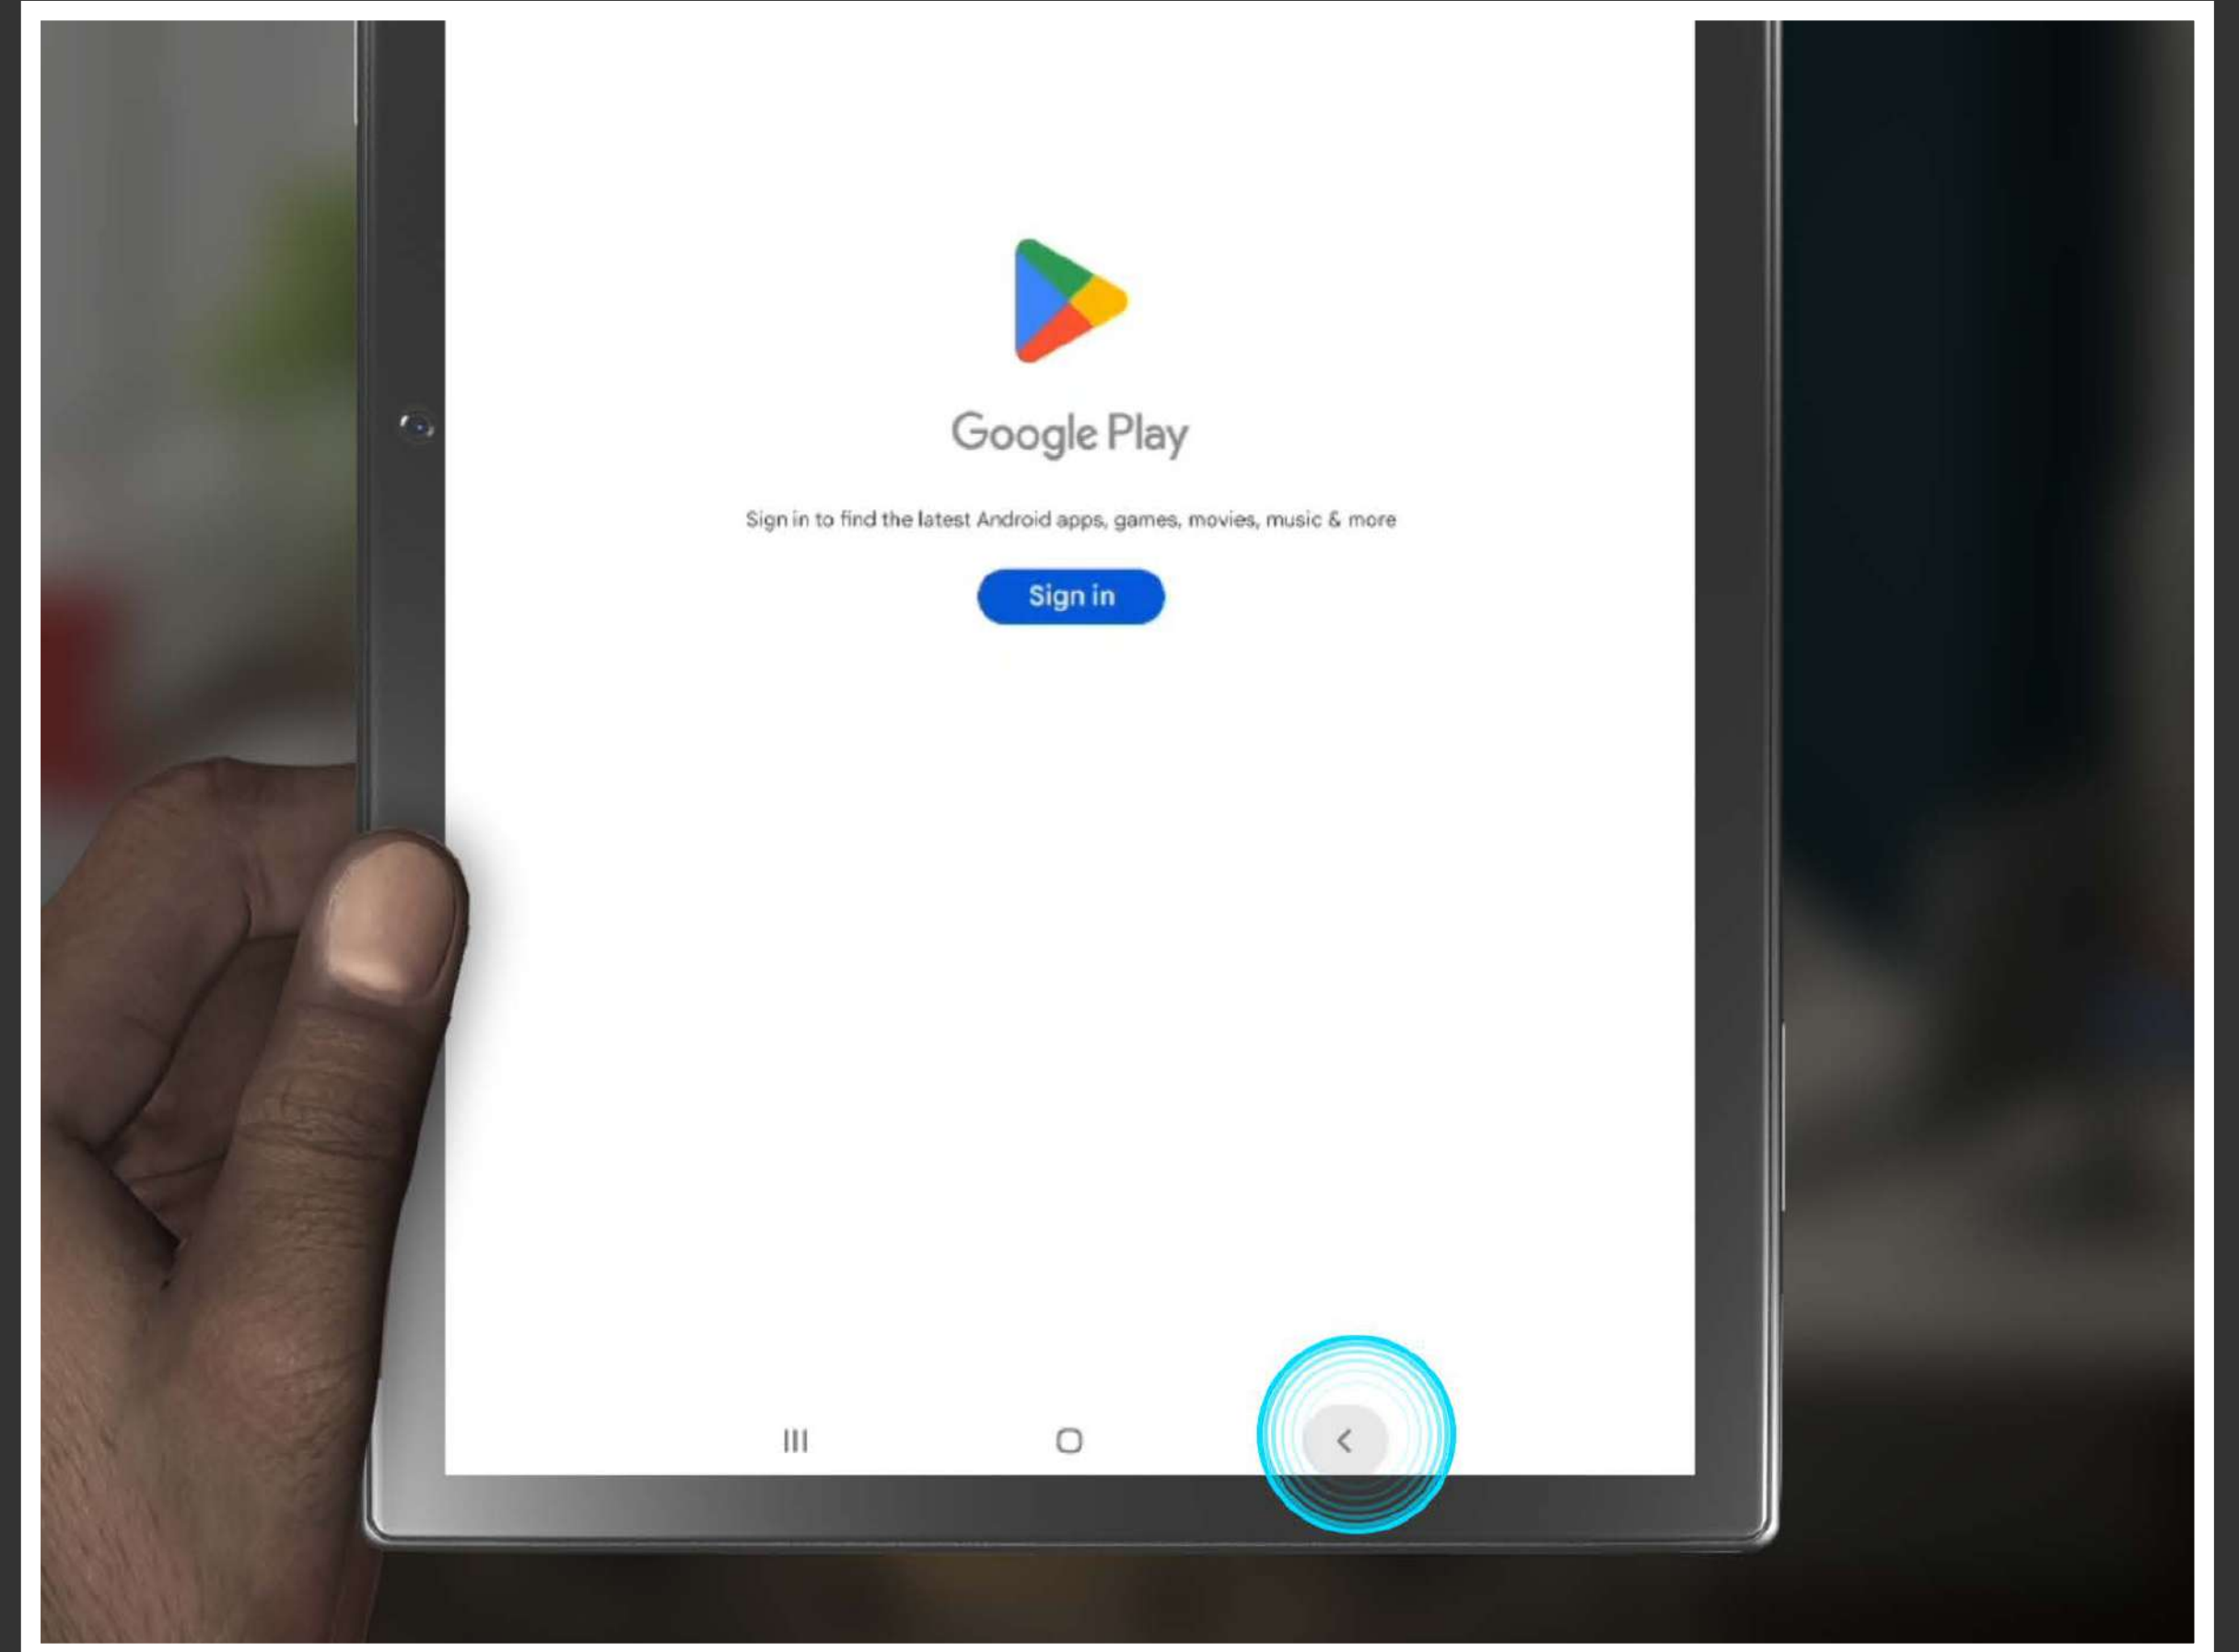 Google Play
Sign in to find the latest Android apps, games, movies, music & more
Sign in